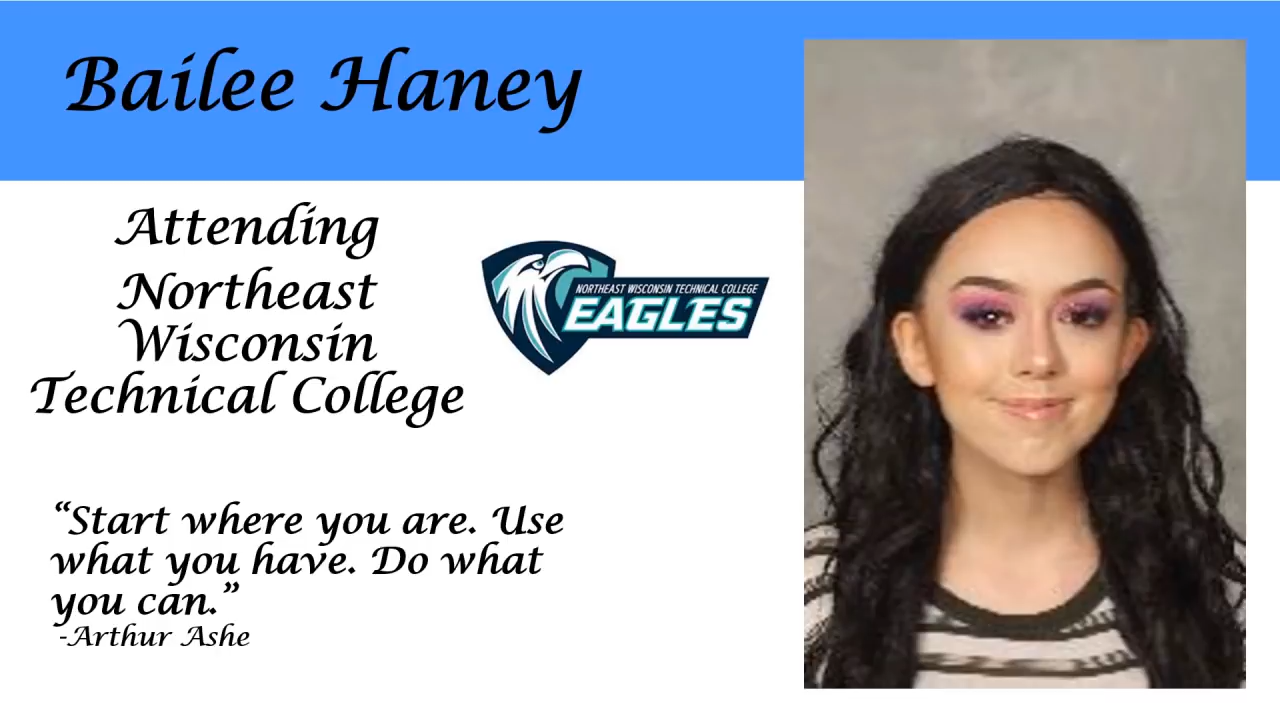 Bailee Haney
Attending
Northeast
Wisconsin
Technical College
NORTHEAST WISCONSIN TECHNICAL COLLEGE
EAGLES
“Start where you are. Use
what you have. Do what
you can.”
-Arthur Ashe